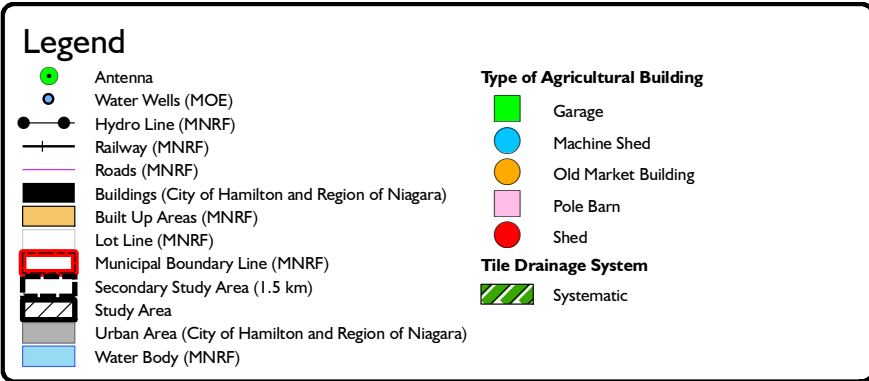 Legend
Antenna
Water Wells (MOE)
Hydro Line (MNRF)
Railway (MNRF)
Roads (MNRF)
Buildings (City of Hamilton and Region of Niagara)
Built Up Areas (MNRF)
Lot Line (MNRF)
Municipal Boundary Line (MNRF)
Secondary Study Area (1.5 km)
Study Area
Urban Area (City of Hamilton and Region of Niagara)
Water Body (MNRF)
Type of Agricultural Building
Garage
Machine Shed
Old Market Building
Pole Barn
Shed
Tile Drainage System
Systematic